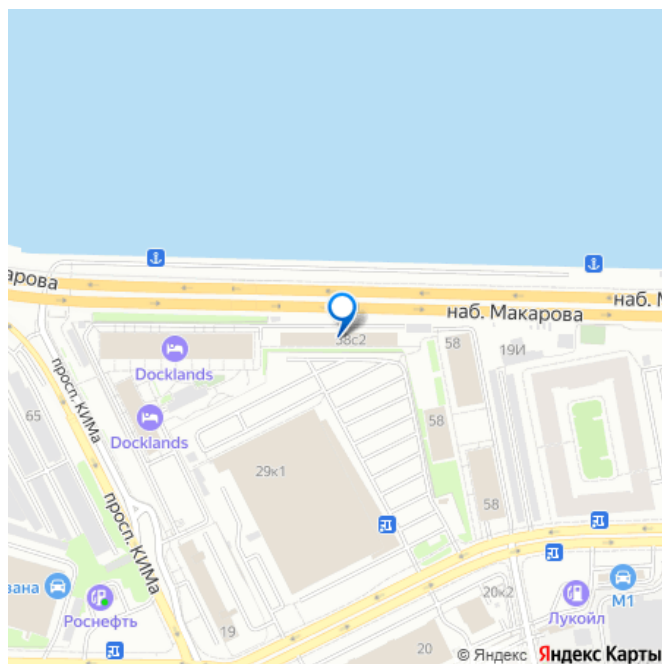 арова
наб. Макарова
наб. М
38с2
58
19И
Docklands
просп. КИМа
Docklands
65
58
29к1
просп. КИМа
58
вана
Роснефть
19
20к2
Лукойл
М1
20
© Яндекс Яндекс Карты